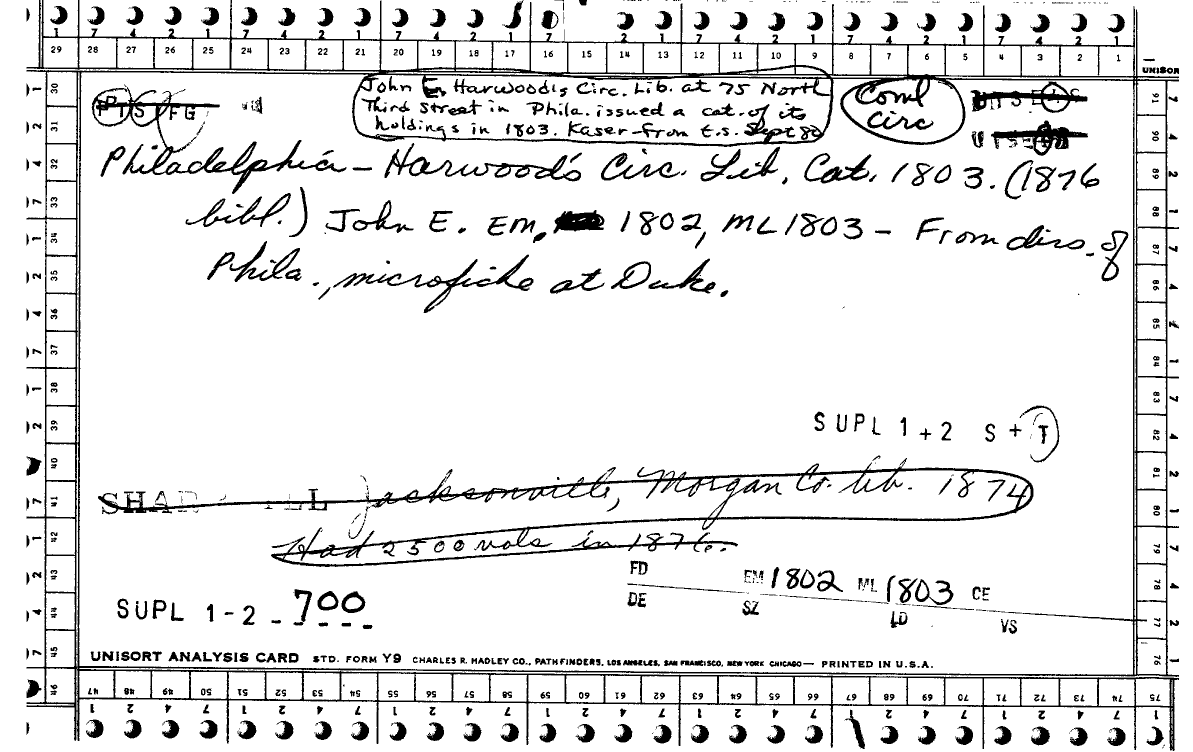 1 7 4 2 1 7 4 2 1 7 4 2 1 7 2 1 7 4 2 1 7 4 2 1 7 4 2 1
29 28 27 26 25 24 23 22 21 20 19 18 17 16 15 14 13 12 11 10 9 8 7 6 5 4 3 2 1
UNISOR
John E. Harwood's Circ. Lib. at 75 North
Third Street in Phila. issued a cat. of its
holdings in 1803. Kaser-from E.S. Sept 80
Coml
Circ
P I S T F G
Philadelphia - Harwood's Circ. Lib. Cat. 1803. (1876
bibl.) John E. EM. 1802, ML 1803 - From dirs. of
Phila., microfiche at Duke.
SUPL 1+2 S + T
Jacksonville, Morgan Co. lib. 1874
Had 2500 vols in 1876.
FD EM 1802 ML 1803 CE
DE SZ LD VS
SUPL 1-2 - 700
UNISORT ANALYSIS CARD STD. FORM Y9 CHARLES R. HADLEY CO., PATHFINDERS, LOS ANGELES, SAN FRANCISCO, NEW YORK CHICAGO — PRINTED IN U.S.A.
30 31 32 33 34 35 36 37 38 39 40 41 42 43 44 45 46
91 90 89 88 87 86 85 84 83 82 81 80 79 78 77 76 75
47 48 49 50 51 52 53 54 55 56 57 58 59 60 61 62 63 64 65 66 67 68 69 70 71 72 73 74
1 2 4 7 1 2 4 7 1 2 4 7 1 2 4 7 1 2 4 7 1 2 4 7 1 2 4 7